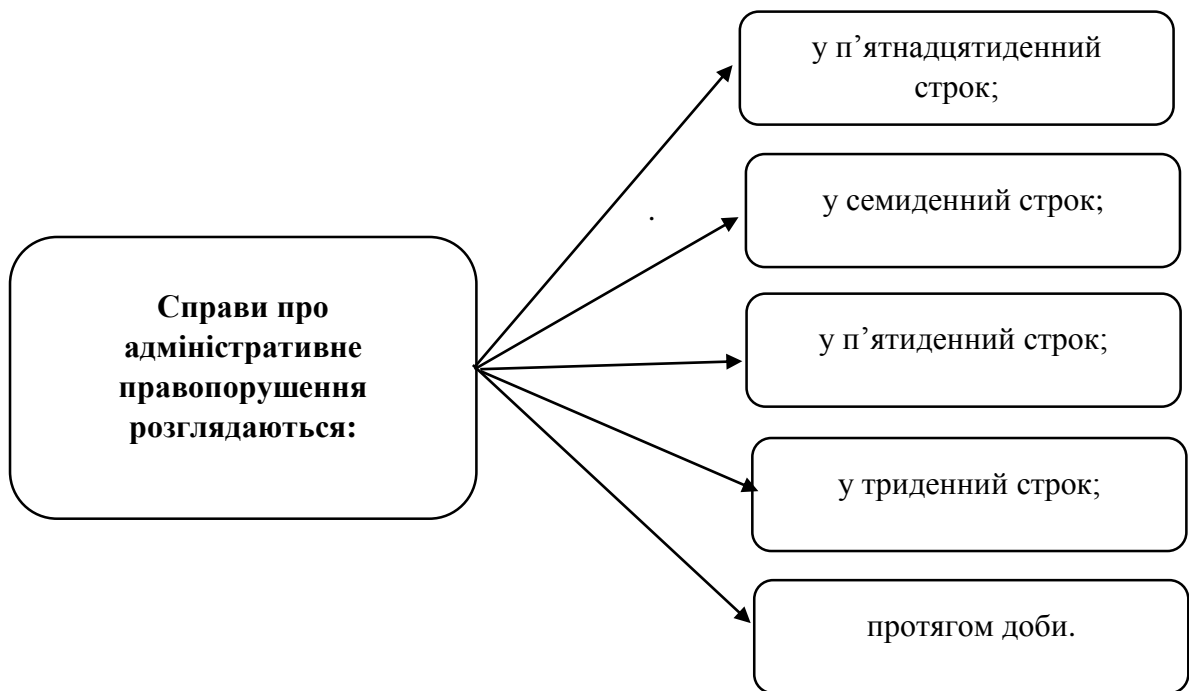 Справи про
адміністративне
правопорушення
розглядаються:
у п’ятнадцятиденний
строк;
у семиденний строк;
у п’ятиденний строк;
у триденний строк;
протягом доби.